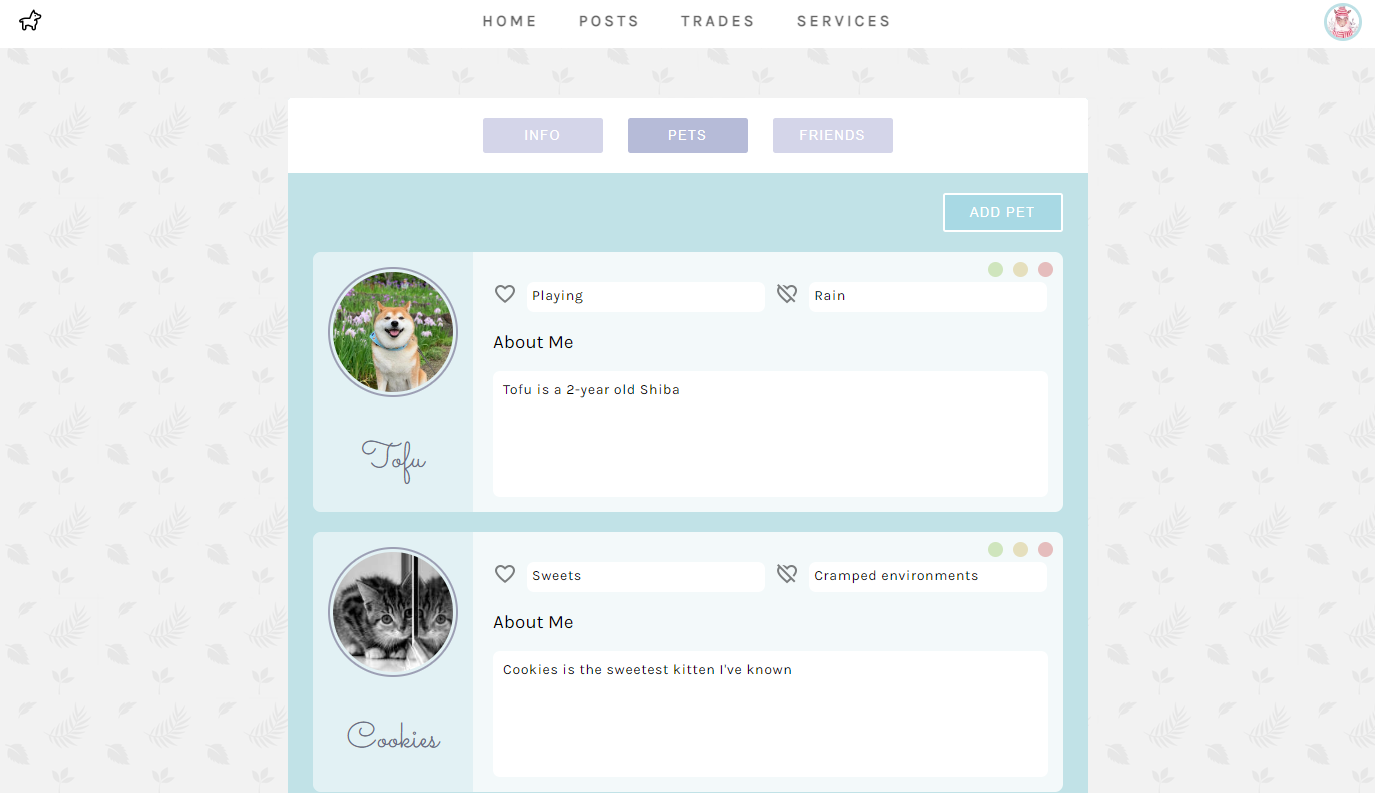 HOME POSTS TRADES SERVICES
INFO PETS FRIENDS
ADD PET
Playing Rain
About Me
Tofu is a 2-year old Shiba
Tofu
Sweets Cramped environments
About Me
Cookies is the sweetest kitten I've known
Cookies